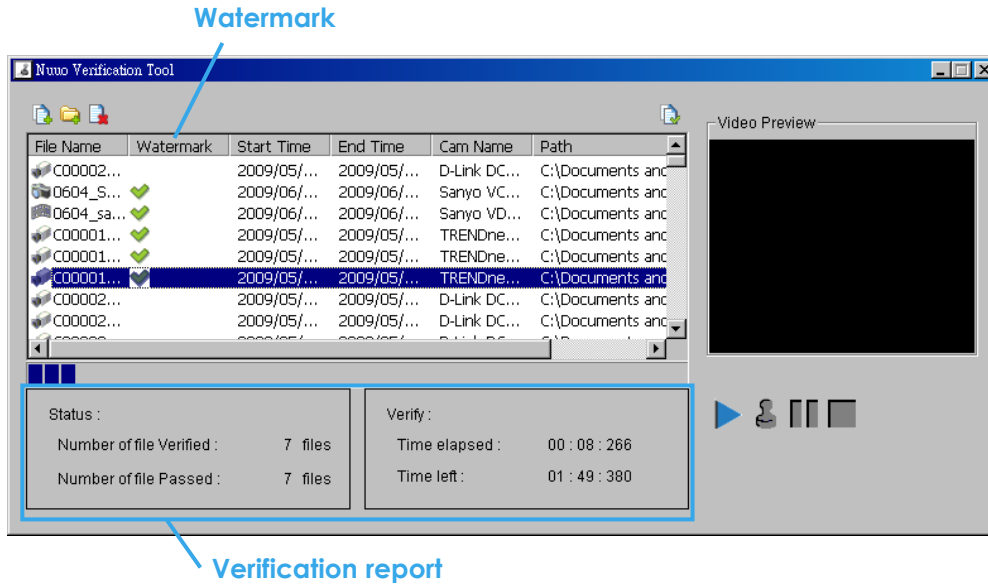 Watermark
Nuuo Verification Tool
Video Preview
File Name Watermark Start Time End Time Cam Name Path
C00002... 2009/05/... 2009/05/... D-Link DC... C:\Documents and
0604_S... 2009/06/... 2009/06/... Sanyo VC... C:\Documents and
0604_sa... 2009/06/... 2009/06/... Sanyo VD... C:\Documents and
C00001... 2009/05/... 2009/05/... TRENDne... C:\Documents and
C00001... 2009/05/... 2009/05/... TRENDne... C:\Documents and
C00001... 2009/05/... 2009/05/... TRENDne... C:\Documents and
C00002... 2009/05/... 2009/05/... D-Link DC... C:\Documents and
C00002... 2009/05/... 2009/05/... D-Link DC... C:\Documents and
Status :
Number of file Verified : 7 files
Number of file Passed : 7 files
Verify :
Time elapsed : 00 : 08 : 266
Time left : 01 : 49 : 380
Verification report